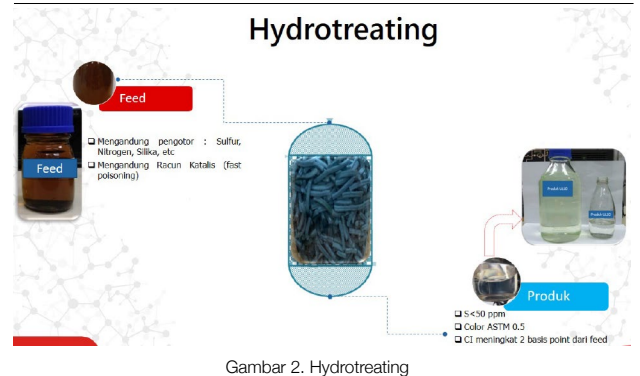 Hydrotreating
Feed
Feed
❑ Mengandung pengotor : Sulfur,
Nitrogen, Silika, etc
❑ Mengandung Racun Katalis (fast
poisoning)
Produk
❑ S<50 ppm
❑ Color ASTM 0.5
❑ CI meningkat 2 basis point dari feed
Gambar 2. Hydrotreating